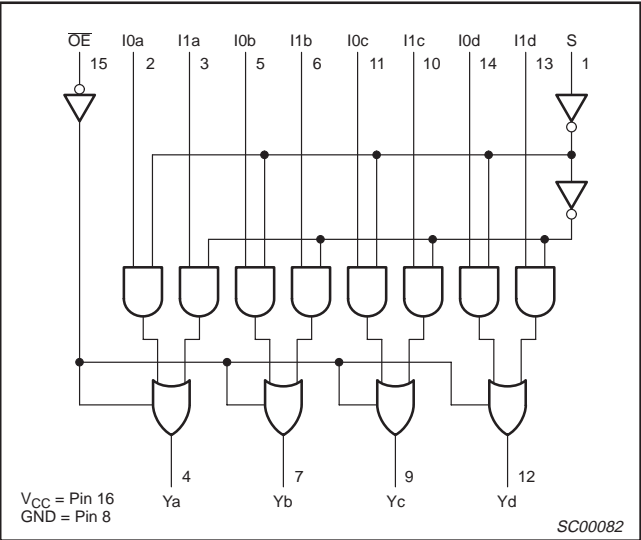 OE I0a I1a I0b I1b I0c I1c I0d I1d S
15 2 3 5 6 11 10 14 13 1
4 7 9 12
Ya Yb Yc Yd
VCC = Pin 16
GND = Pin 8
SC00082